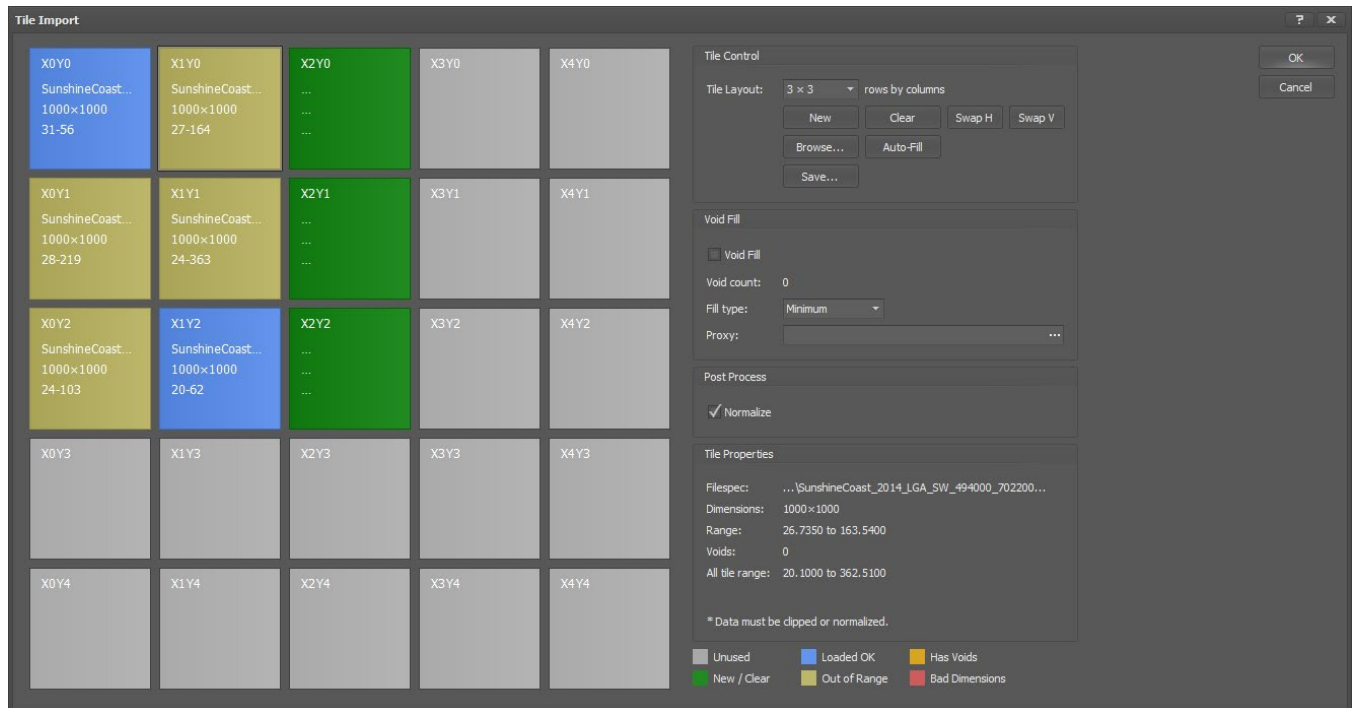 Tile Import
? X
X0Y0
SunshineCoast...
1000×1000
31-56
X1Y0
SunshineCoast...
1000×1000
27-164
X2Y0
...
...
...
X3Y0
X4Y0
X0Y1
SunshineCoast...
1000×1000
28-219
X1Y1
SunshineCoast...
1000×1000
24-363
X2Y1
...
...
...
X3Y1
X4Y1
X0Y2
SunshineCoast...
1000×1000
24-103
X1Y2
SunshineCoast...
1000×1000
20-62
X2Y2
...
...
...
X3Y2
X4Y2
X0Y3
X1Y3
X2Y3
X3Y3
X4Y3
X0Y4
X1Y4
X2Y4
X3Y4
X4Y4
Tile Control
Tile Layout: 3 × 3 rows by columns
New Clear Swap H Swap V
Browse... Auto-Fill
Save...
Void Fill
Void Fill
Void count: 0
Fill type: Minimum
Proxy: ...
Post Process
Normalize
Tile Properties
Filespec: ...\SunshineCoast_2014_LGA_SW_494000_702200...
Dimensions: 1000×1000
Range: 26.7350 to 163.5400
Voids: 0
All tile range: 20.1000 to 362.5100
* Data must be clipped or normalized.
Unused Loaded OK Has Voids
New / Clear Out of Range Bad Dimensions
OK
Cancel